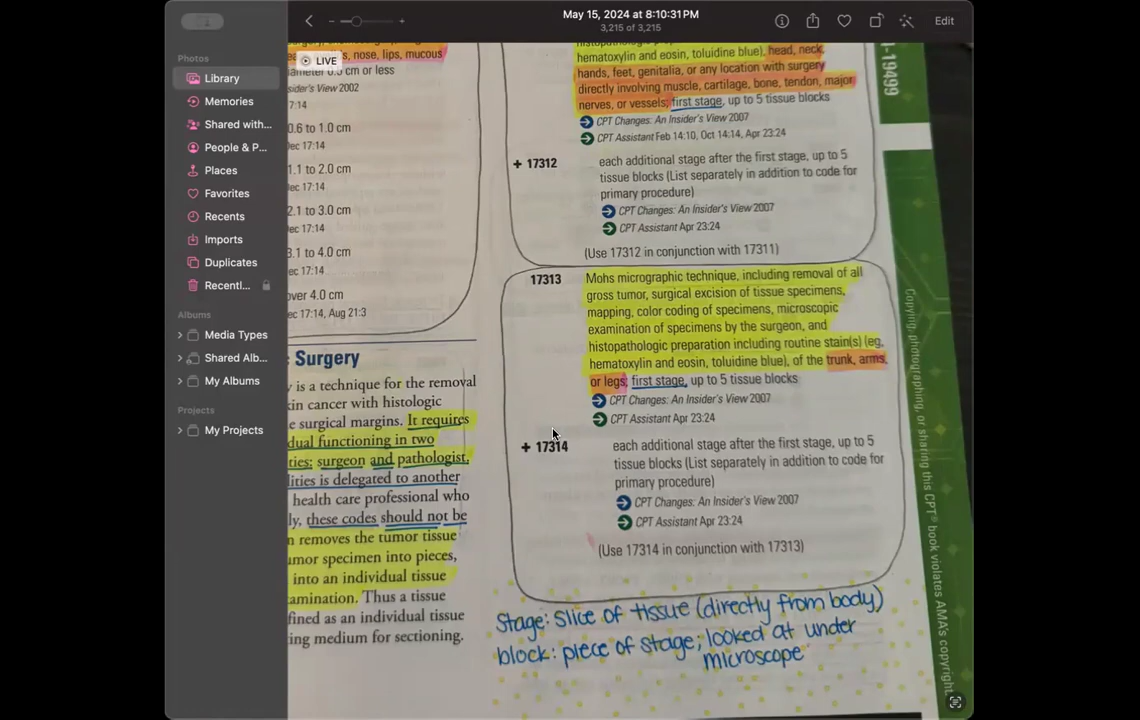 May 15, 2024 at 8:10:31 PM
3,215 of 3,215
Edit
Photos
Library
Memories
Shared with...
People & P...
Places
Favorites
Recents
Imports
Duplicates
Recentl...
Albums
Media Types
Shared Alb...
My Albums
Projects
My Projects
LIVE
s, nose, lips, mucous
diameter 0.5 cm or less
sider's View 2002
7:14
0.6 to 1.0 cm
ec 17:14
1.1 to 2.0 cm
ec 17:14
2.1 to 3.0 cm
ec 17:14
3.1 to 4.0 cm
ec 17:14
over 4.0 cm
ec 17:14, Aug 21:3
Surgery
is a technique for the removal
kin cancer with histologic
e surgical margins. It requires
dual functioning in two
ties: surgeon and pathologist.
lities is delegated to another
health care professional who
ly, these codes should not be
n removes the tumor tissue
umor specimen into pieces,
into an individual tissue
amination. Thus a tissue
fined as an individual tissue
ing medium for sectioning.
hematoxylin and eosin, toluidine blue), head, neck,
hands, feet, genitalia, or any location with surgery
directly involving muscle, cartilage, bone, tendon, major
nerves, or vessels; first stage, up to 5 tissue blocks
CPT Changes: An Insider's View 2007
CPT Assistant Feb 14:10, Oct 14:14, Apr 23:24
+ 17312 each additional stage after the first stage, up to 5
tissue blocks (List separately in addition to code for
primary procedure)
CPT Changes: An Insider's View 2007
CPT Assistant Apr 23:24
(Use 17312 in conjunction with 17311)
17313 Mohs micrographic technique, including removal of all
gross tumor, surgical excision of tissue specimens,
mapping, color coding of specimens, microscopic
examination of specimens by the surgeon, and
histopathologic preparation including routine stain(s) (eg,
hematoxylin and eosin, toluidine blue), of the trunk, arms,
or legs; first stage, up to 5 tissue blocks
CPT Changes: An Insider's View 2007
CPT Assistant Apr 23:24
+ 17314 each additional stage after the first stage, up to 5
tissue blocks (List separately in addition to code for
primary procedure)
CPT Changes: An Insider's View 2007
CPT Assistant Apr 23:24
(Use 17314 in conjunction with 17313)
Stage: Slice of tissue (directly from body)
block: piece of stage; looked at under
microscope
1-19499
Copying, photographing, or sharing this CPT® book violates AMA's copyright.